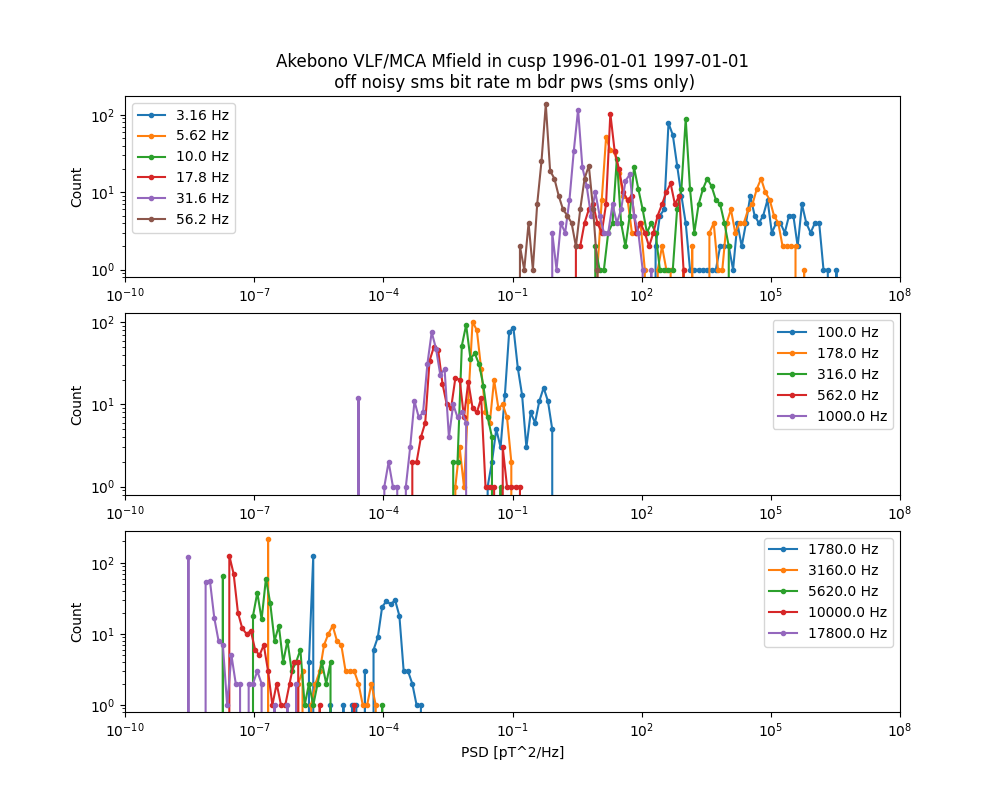 Akebono VLF/MCA Mfield in cusp 1996-01-01 1997-01-01
off noisy sms bit rate m bdr pws (sms only)
Count
10^2
10^1
10^0
3.16 Hz
5.62 Hz
10.0 Hz
17.8 Hz
31.6 Hz
56.2 Hz
10^-10 10^-7 10^-4 10^-1 10^2 10^5 10^8
Count
10^2
10^1
10^0
100.0 Hz
178.0 Hz
316.0 Hz
562.0 Hz
1000.0 Hz
10^-10 10^-7 10^-4 10^-1 10^2 10^5 10^8
Count
10^2
10^1
10^0
1780.0 Hz
3160.0 Hz
5620.0 Hz
10000.0 Hz
17800.0 Hz
10^-10 10^-7 10^-4 10^-1 10^2 10^5 10^8
PSD [pT^2/Hz]